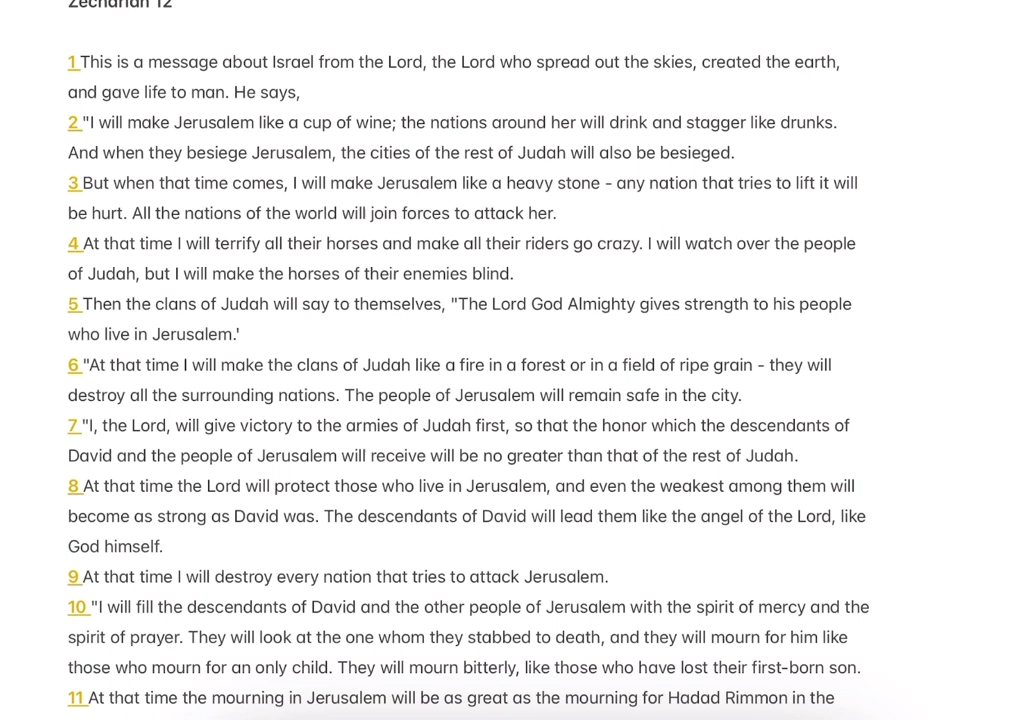 Zechariah 12
1 This is a message about Israel from the Lord, the Lord who spread out the skies, created the earth,
and gave life to man. He says,
2 "I will make Jerusalem like a cup of wine; the nations around her will drink and stagger like drunks.
And when they besiege Jerusalem, the cities of the rest of Judah will also be besieged.
3 But when that time comes, I will make Jerusalem like a heavy stone - any nation that tries to lift it will
be hurt. All the nations of the world will join forces to attack her.
4 At that time I will terrify all their horses and make all their riders go crazy. I will watch over the people
of Judah, but I will make the horses of their enemies blind.
5 Then the clans of Judah will say to themselves, "The Lord God Almighty gives strength to his people
who live in Jerusalem.'
6 "At that time I will make the clans of Judah like a fire in a forest or in a field of ripe grain - they will
destroy all the surrounding nations. The people of Jerusalem will remain safe in the city.
7 "I, the Lord, will give victory to the armies of Judah first, so that the honor which the descendants of
David and the people of Jerusalem will receive will be no greater than that of the rest of Judah.
8 At that time the Lord will protect those who live in Jerusalem, and even the weakest among them will
become as strong as David was. The descendants of David will lead them like the angel of the Lord, like
God himself.
9 At that time I will destroy every nation that tries to attack Jerusalem.
10 "I will fill the descendants of David and the other people of Jerusalem with the spirit of mercy and the
spirit of prayer. They will look at the one whom they stabbed to death, and they will mourn for him like
those who mourn for an only child. They will mourn bitterly, like those who have lost their first-born son.
11 At that time the mourning in Jerusalem will be as great as the mourning for Hadad Rimmon in the